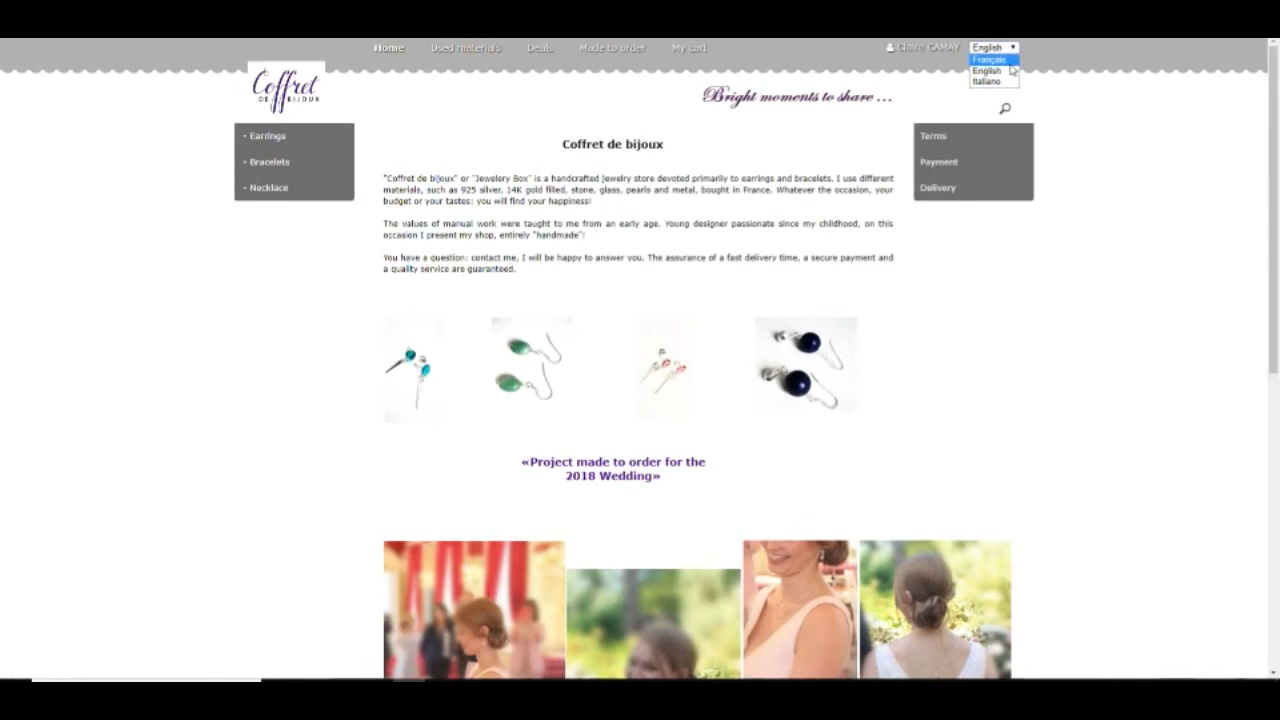 Home Used materials Deals Made to order My cart Claire CAMAY English
Français
English
Italiano
Coffret
DE BIJOUX
Bright moments to share ...
• Earrings
• Bracelets
• Necklace
Terms
Payment
Delivery
Coffret de bijoux
"Coffret de bijoux" or "Jewelery Box" is a handcrafted jewelry store devoted primarily to earrings and bracelets. I use different
materials, such as 925 silver, 14K gold filled, stone, glass, pearls and metal, bought in France. Whatever the occasion, your
budget or your tastes: you will find your happiness!
The values of manual work were taught to me from an early age. Young designer passionate since my childhood, on this
occasion I present my shop, entirely "handmade"!
You have a question: contact me, I will be happy to answer you. The assurance of a fast delivery time, a secure payment and
a quality service are guaranteed.
«Project made to order for the
2018 Wedding»